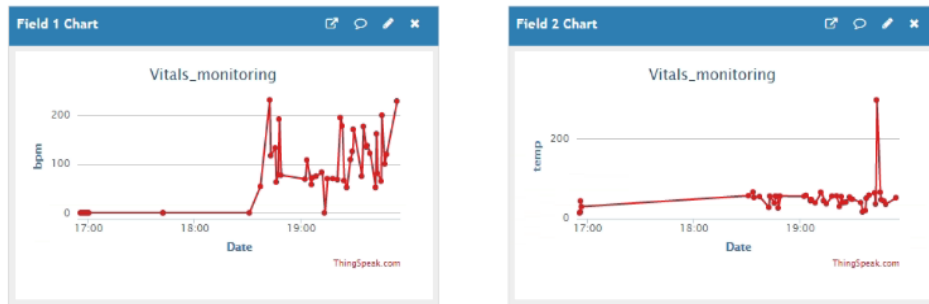 Field 1 Chart
Vitals_monitoring
200
100
0
bpm
17:00 18:00 19:00
Date
ThingSpeak.com
Field 2 Chart
Vitals_monitoring
200
0
temp
17:00 18:00 19:00
Date
ThingSpeak.com